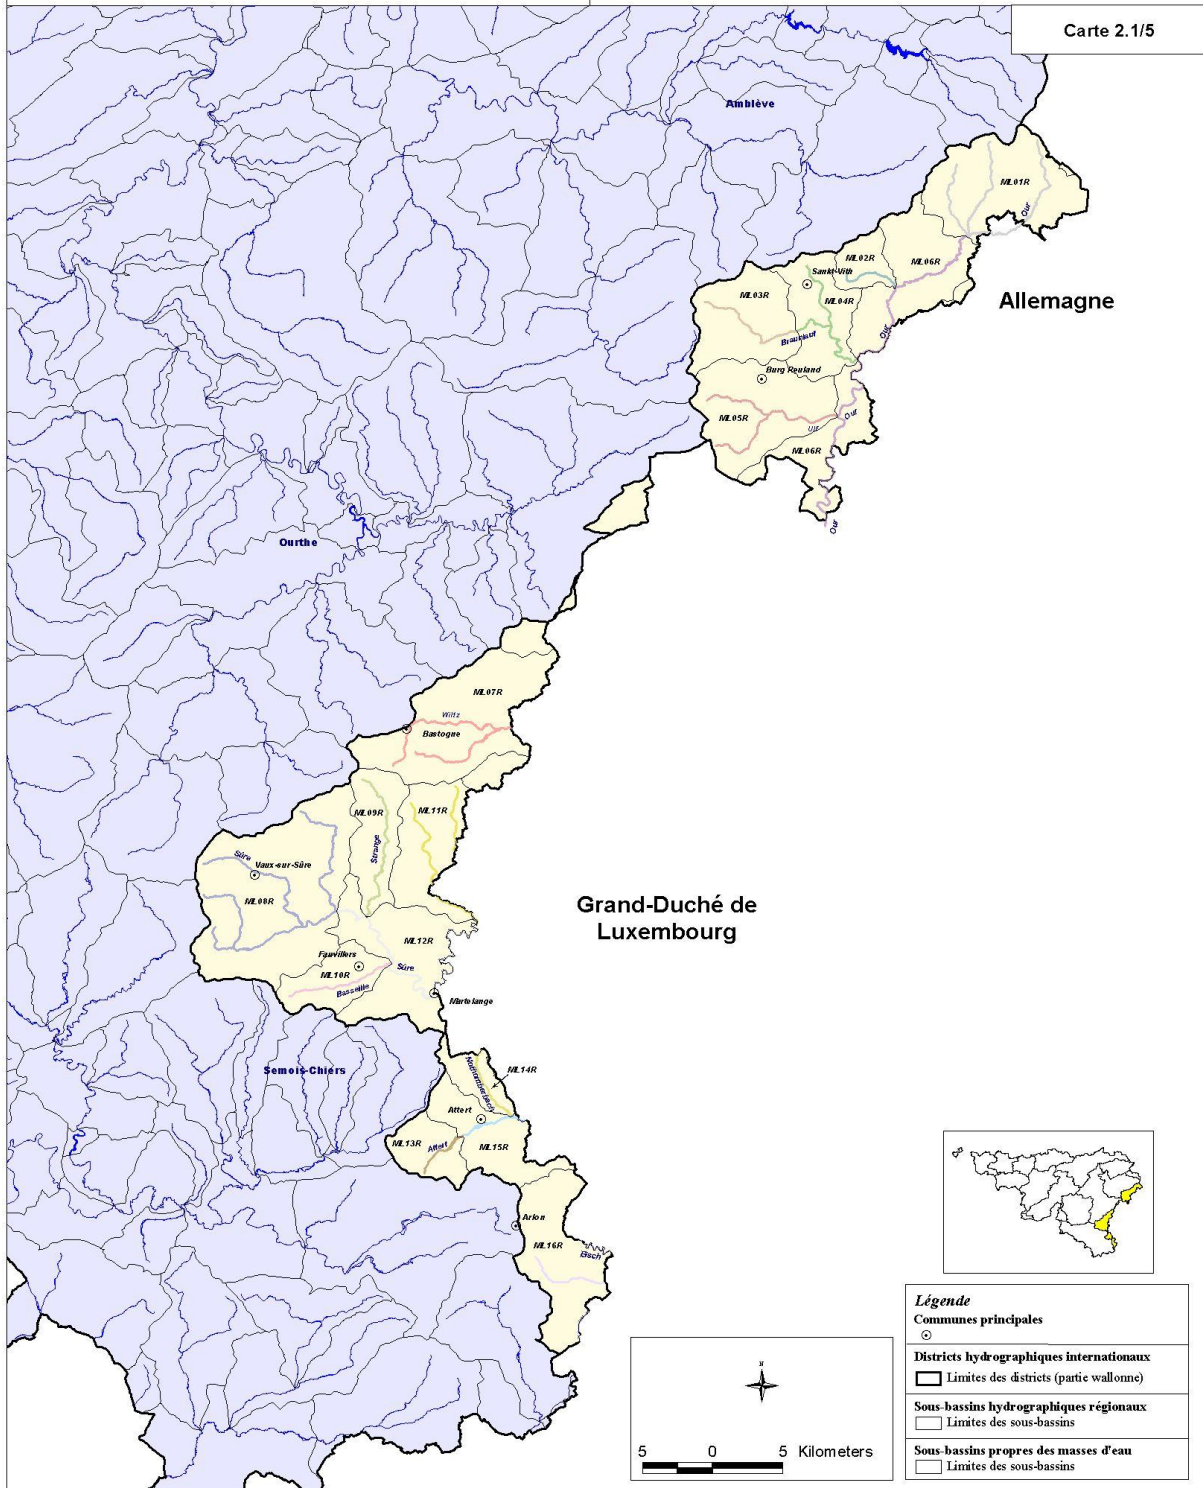 Carte 2.1/5
Amblève
ML01R
Our
ML02R
ML06R
Sankt-Vith
ML03R
ML04R
Allemagne
Our
Braunlauf
Burg Reuland
ML05R
Our
Ulf
ML06R
Our
Ourthe
ML07R
Wiltz
Bastogne
ML09R
ML11R
Strange
Sûre
Vaux-sur-Sûre
ML08R
Grand-Duché de
Luxembourg
ML12R
Fauvillers
Sûre
ML10R
Basseille
Martelange
Semois-Chiers
ML14R
Nothomberbach
Attert
ML13R
Attert
ML15R
Arlon
ML16R
Eisch
Légende
Communes principales
Districts hydrographiques internationaux
Limites des districts (partie wallonne)
Sous-bassins hydrographiques régionaux
Limites des sous-bassins
Sous-bassins propres des masses d'eau
Limites des sous-bassins
N
5 0 5 Kilometers